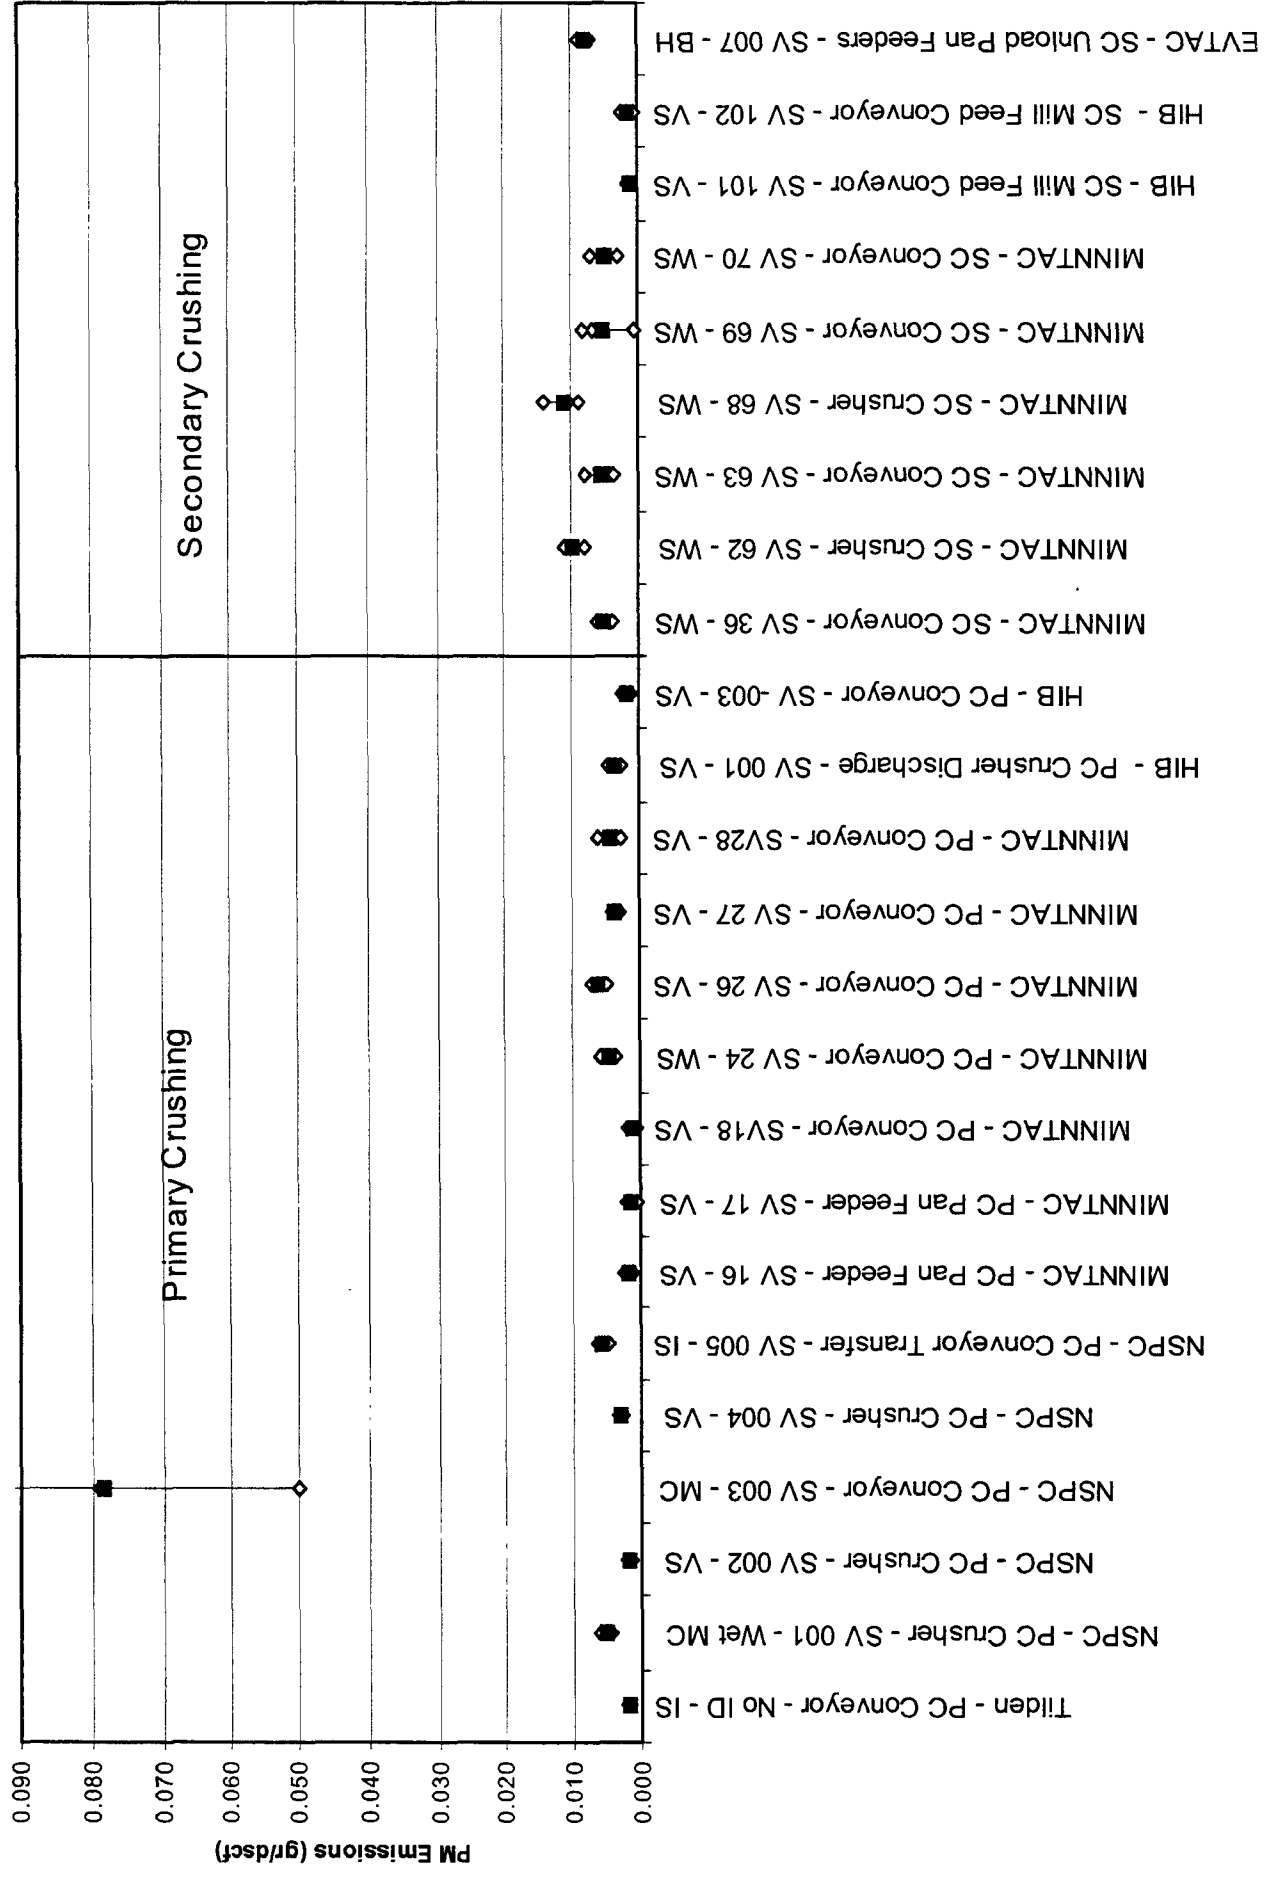 PM Emissions (gr/dscf)
0.090
0.080
0.070
0.060
0.050
0.040
0.030
0.020
0.010
0.000
Primary Crushing
Secondary Crushing
Tilden - PC Conveyor - No ID - IS
NSPC - PC Crusher - SV 001 - Wet MC
NSPC - PC Crusher - SV 002 - VS
NSPC - PC Conveyor - SV 003 - MC
NSPC - PC Crusher - SV 004 - VS
NSPC - PC Conveyor Transfer - SV 005 - IS
MINNTAC - PC Pan Feeder - SV 16 - VS
MINNTAC - PC Pan Feeder - SV 17 - VS
MINNTAC - PC Conveyor - SV18 - VS
MINNTAC - PC Conveyor - SV 24 - WS
MINNTAC - PC Conveyor - SV 26 - VS
MINNTAC - PC Conveyor - SV 27 - VS
MINNTAC - PC Conveyor - SV28 - VS
HIB - PC Crusher Discharge - SV 001 - VS
HIB - PC Conveyor - SV -003 - VS
MINNTAC - SC Conveyor - SV 36 - WS
MINNTAC - SC Crusher - SV 62 - WS
MINNTAC - SC Conveyor - SV 63 - WS
MINNTAC - SC Crusher - SV 68 - WS
MINNTAC - SC Conveyor - SV 69 - WS
MINNTAC - SC Conveyor - SV 70 - WS
HIB - SC Mill Feed Conveyor - SV 101 - VS
HIB - SC Mill Feed Conveyor - SV 102 - VS
EVTAC - SC Unload Pan Feeders - SV 007 - BH